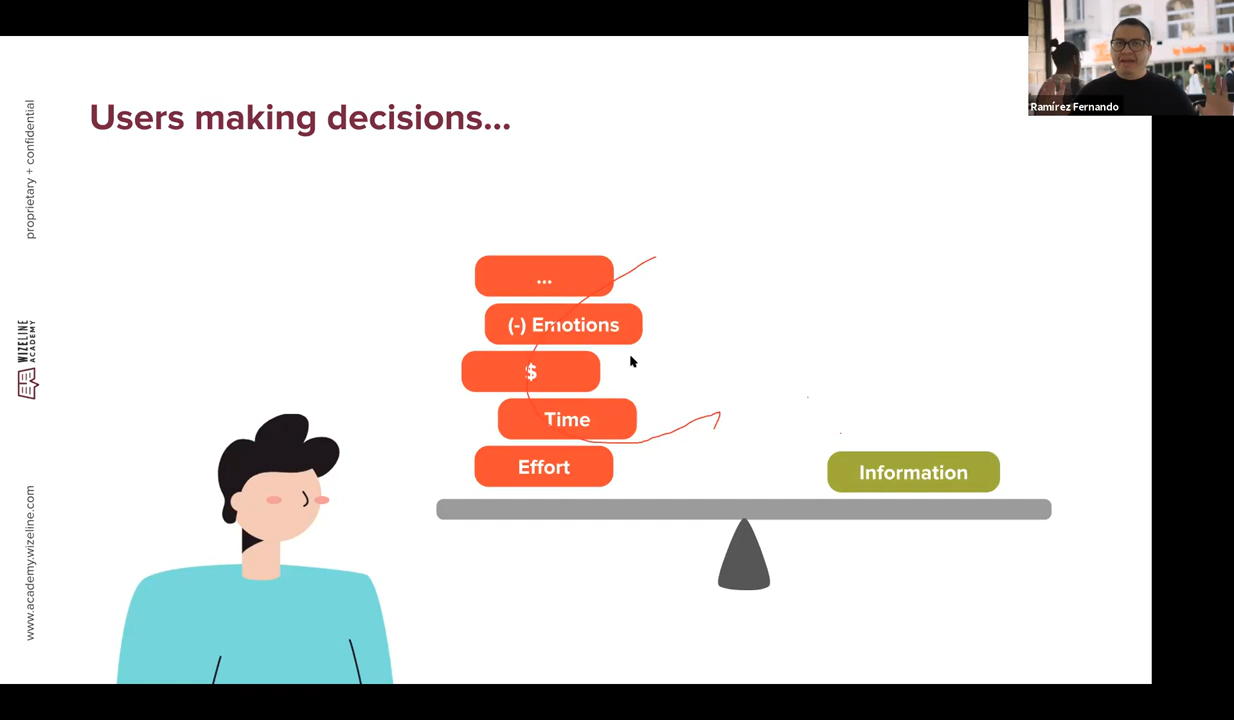 Ramírez Fernando
Users making decisions...
proprietary + confidential
WIZELINE
ACADEMY
www.academy.wizeline.com
...
(-) Emotions
$
Time
Effort
Information